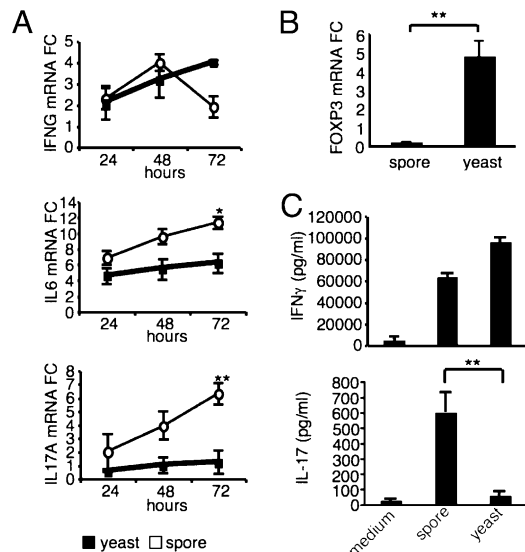 A
IFNG mRNA FC
5
4
3
2
1
0
24 48 72
hours
IL6 mRNA FC
14
12
10
8
6
4
2
0
*
24 48 72
hours
IL17A mRNA FC
8
7
6
5
4
3
2
1
0
**
24 48 72
hours
yeast spore
B
**
FOXP3 mRNA FC
6
5
4
3
2
1
0
spore yeast
C
IFNγ (pg/ml)
120000
100000
80000
60000
40000
20000
0
**
IL-17 (pg/ml)
800
700
600
500
400
300
200
100
0
medium spore yeast